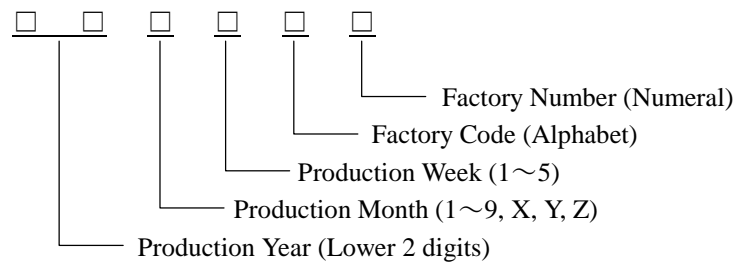 □ □ □ □ □ □
Factory Number (Numeral)
Factory Code (Alphabet)
Production Week (1～5)
Production Month (1～9, X, Y, Z)
Production Year (Lower 2 digits)